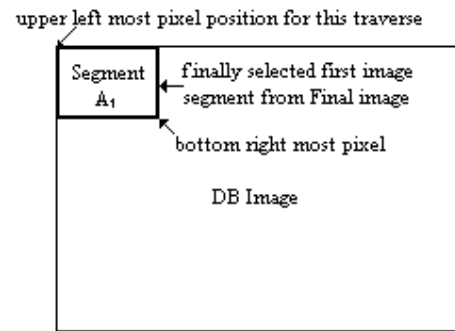 upper left most pixel position for this traverse
Segment
A₁
finally selected first image
segment from Final image
bottom right most pixel
DB Image